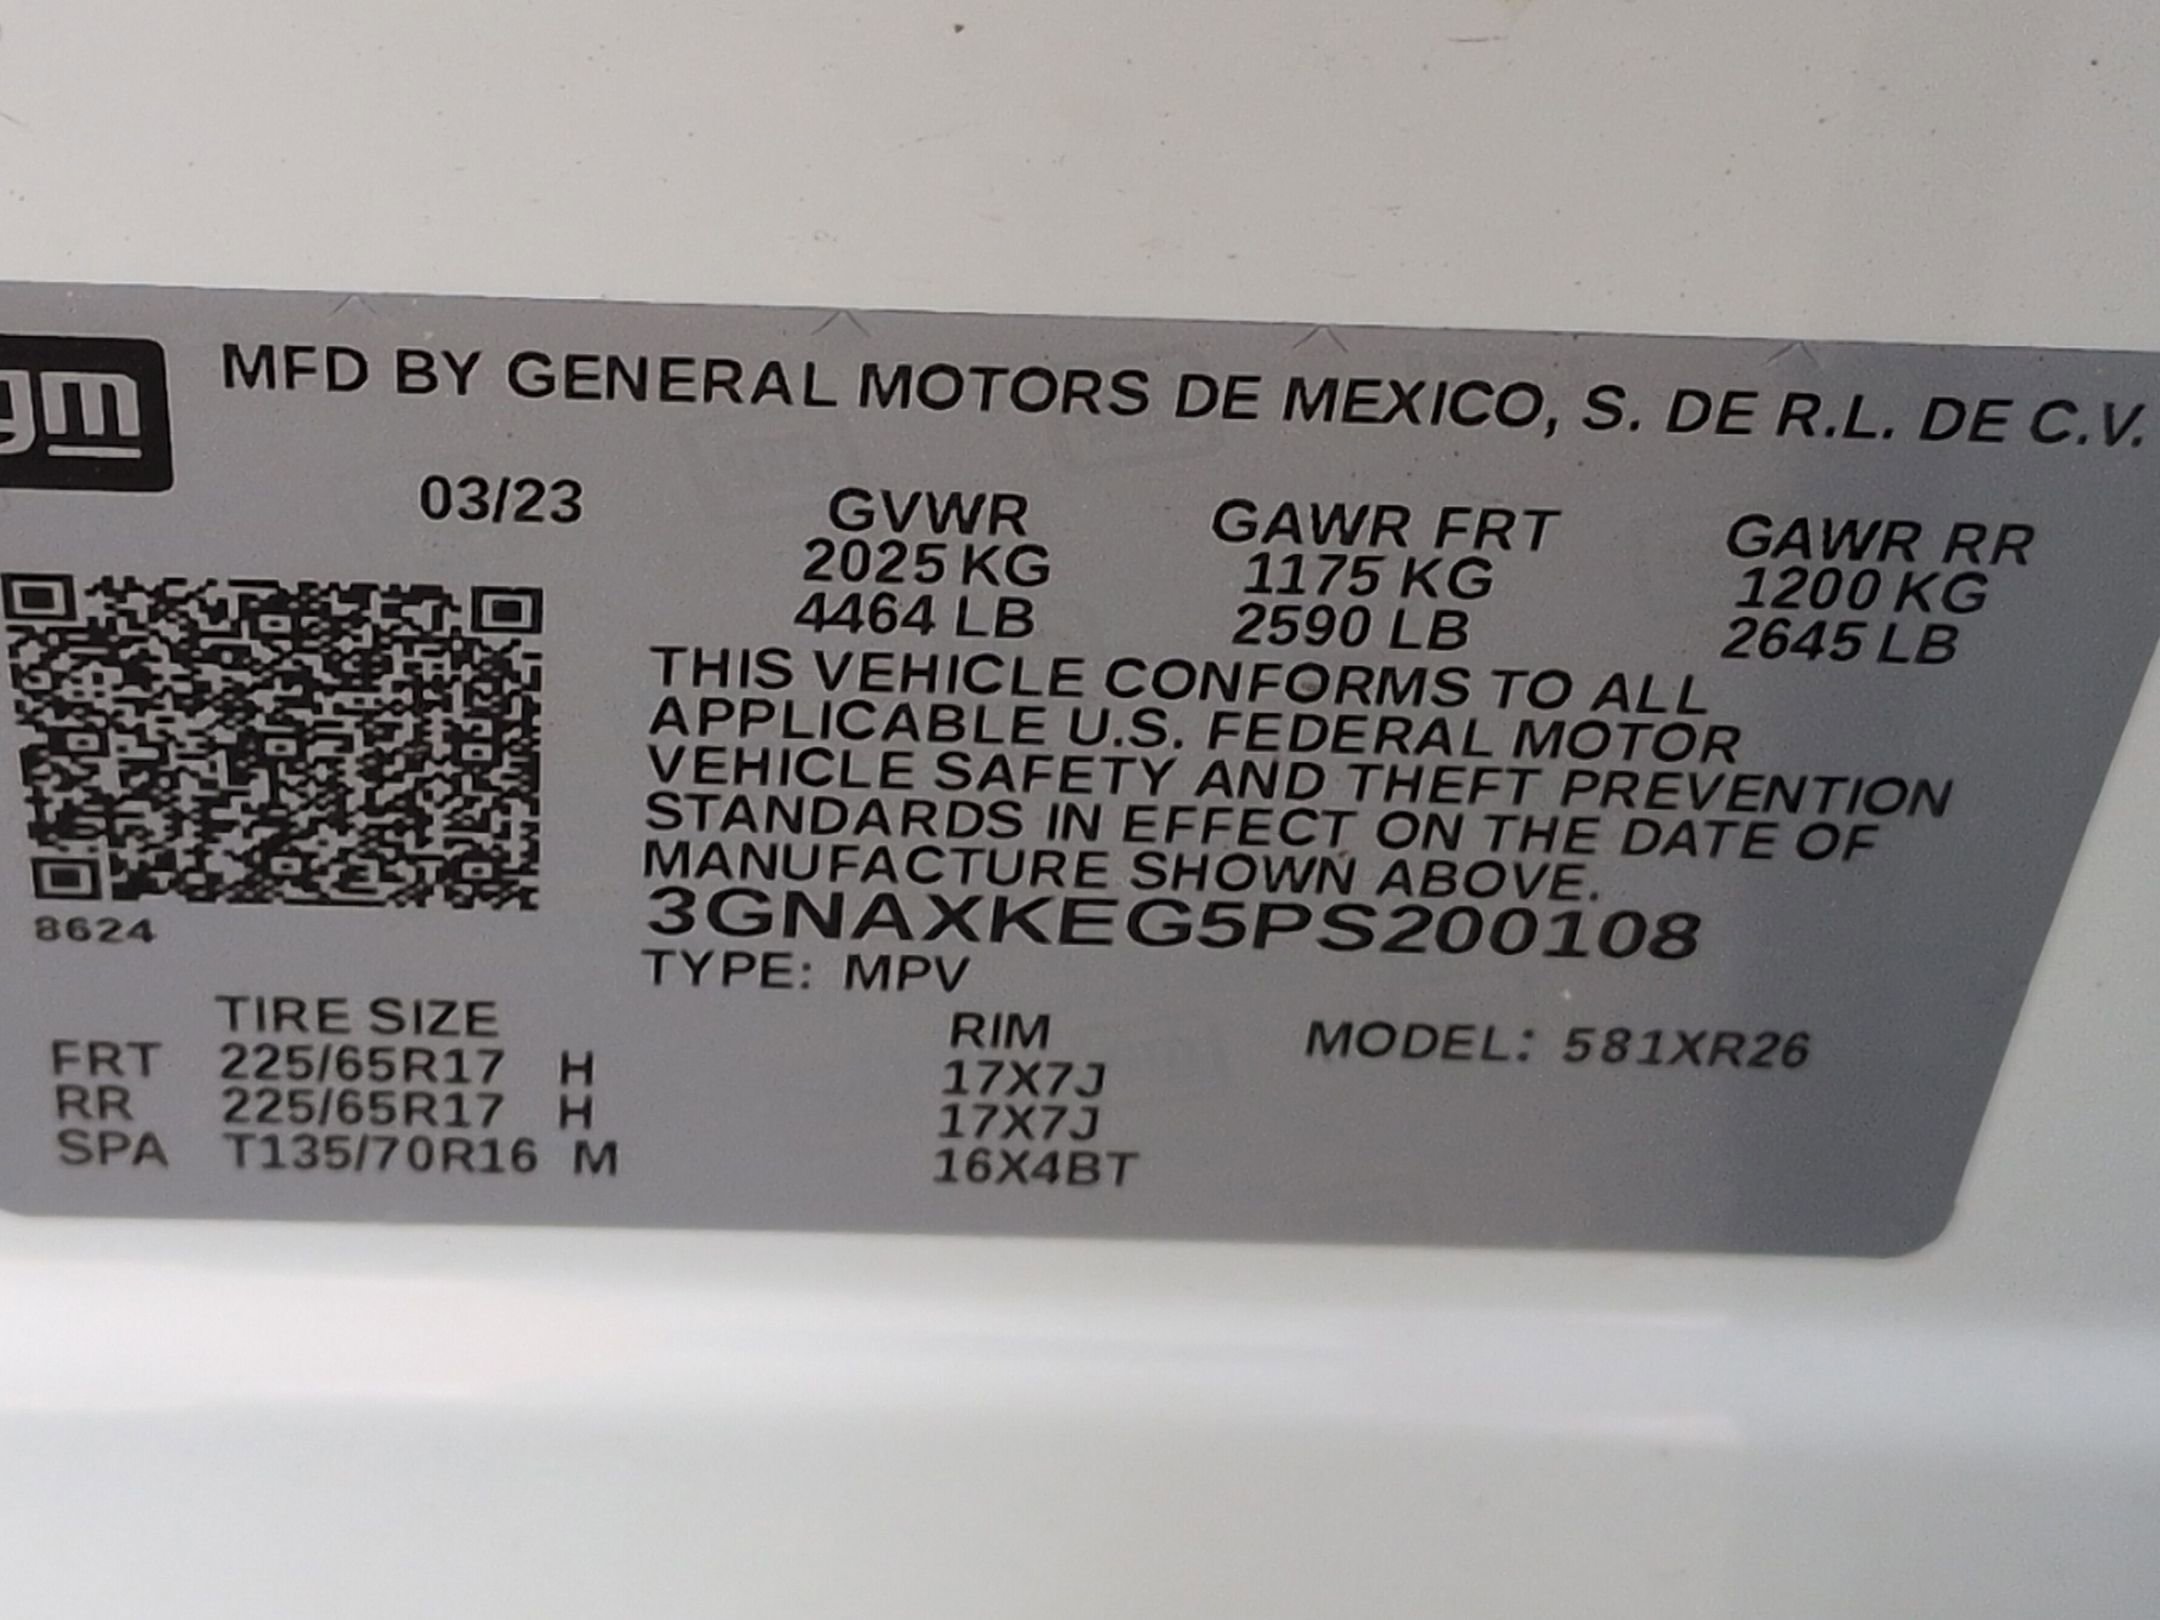 gm
MFD BY GENERAL MOTORS DE MEXICO, S. DE R.L. DE C.V.
03/23
GVWR GAWR FRT GAWR RR
2025 KG 1175 KG 1200 KG
4464 LB 2590 LB 2645 LB
THIS VEHICLE CONFORMS TO ALL
APPLICABLE U.S. FEDERAL MOTOR
VEHICLE SAFETY AND THEFT PREVENTION
STANDARDS IN EFFECT ON THE DATE OF
MANUFACTURE SHOWN ABOVE.
3GNAXKEG5PS200108
8624
TYPE: MPV
TIRE SIZE RIM MODEL: 581XR26
FRT 225/65R17 H 17X7J
RR 225/65R17 H 17X7J
SPA T135/70R16 M 16X4BT